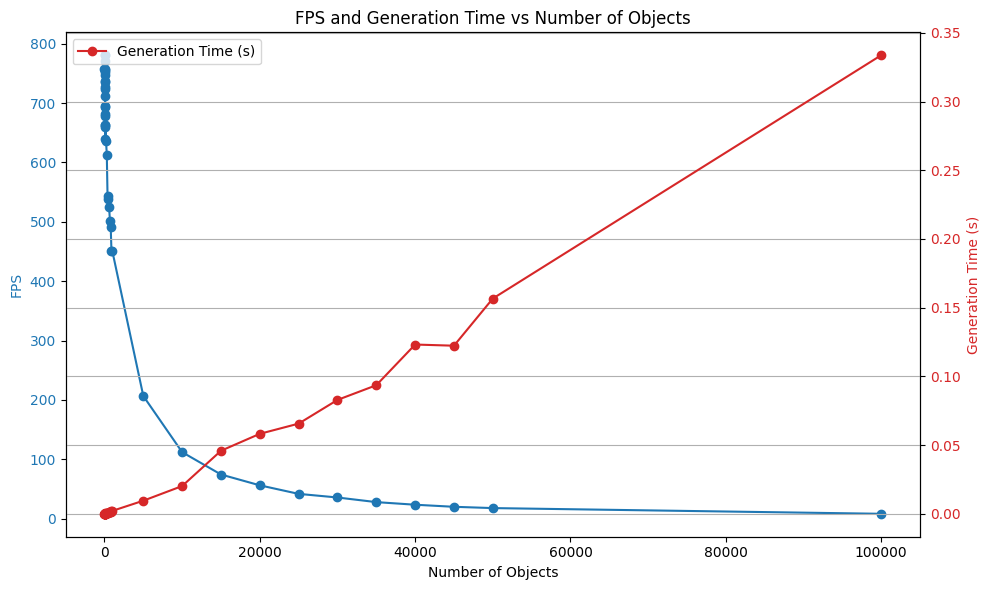 FPS and Generation Time vs Number of Objects
Generation Time (s)
FPS
800
700
600
500
400
300
200
100
0
0.35
0.30
0.25
0.20
0.15
0.10
0.05
0.00
Generation Time (s)
0 20000 40000 60000 80000 100000
Number of Objects